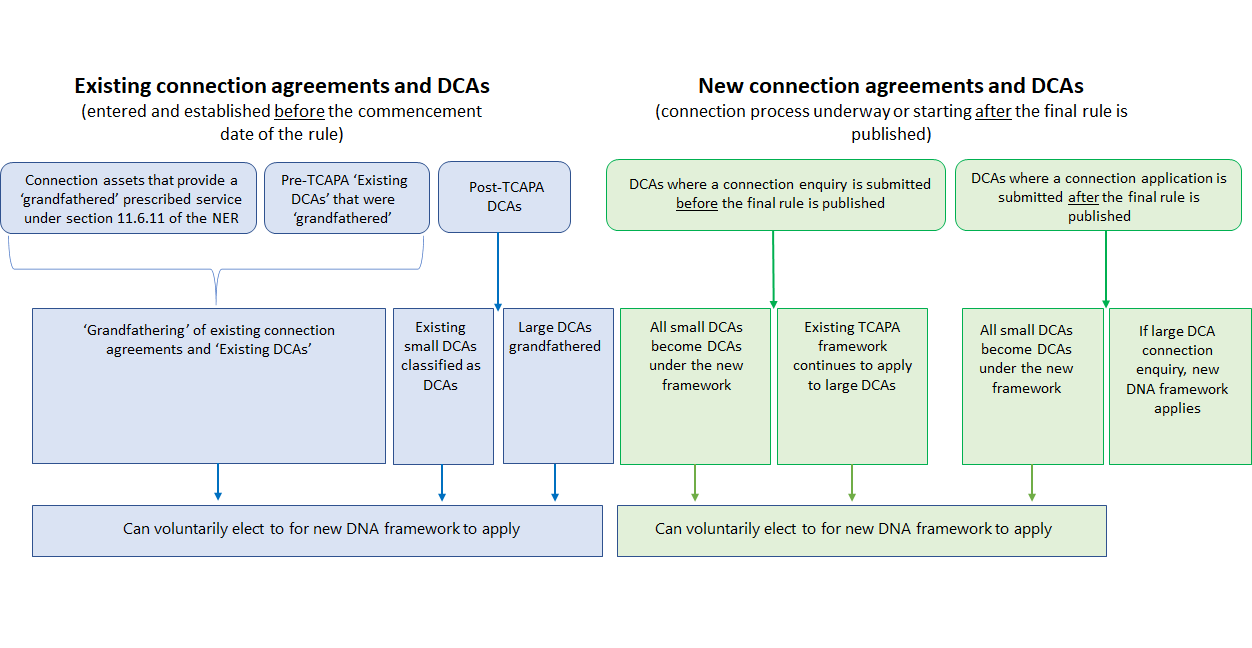 Existing connection agreements and DCAs
(entered and established before the commencement
date of the rule)
New connection agreements and DCAs
(connection process underway or starting after the final rule is
published)
Connection assets that provide a
'grandfathered' prescribed service
under section 11.6.11 of the NER
Pre-TCAPA 'Existing
DCAs' that were
'grandfathered'
Post-TCAPA
DCAs
DCAs where a connection enquiry is submitted
before the final rule is published
DCAs where a connection application is
submitted after the final rule is
published
'Grandfathering' of existing connection
agreements and 'Existing DCAs'
Existing
small DCAs
classified as
DCAs
Large DCAs
grandfathered
All small DCAs
become DCAs
under the new
framework
Existing TCAPA
framework
continues to apply
to large DCAs
All small DCAs
become DCAs
under the new
framework
If large DCA
connection
enquiry, new
DNA framework
applies
Can voluntarily elect to for new DNA framework to apply
Can voluntarily elect to for new DNA framework to apply